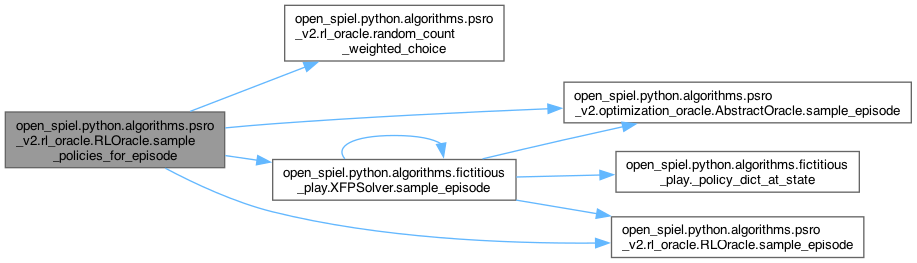 open_spiel.python.algorithms.psro
_v2.rl_oracle.random_count
_weighted_choice
open_spiel.python.algorithms.psro
_v2.optimization_oracle.AbstractOracle.sample_episode
open_spiel.python.algorithms.psro
_v2.rl_oracle.RLOracle.sample
_policies_for_episode
open_spiel.python.algorithms.fictitious
_play.XFPSolver.sample_episode
open_spiel.python.algorithms.fictitious
_play._policy_dict_at_state
open_spiel.python.algorithms.psro
_v2.rl_oracle.RLOracle.sample_episode